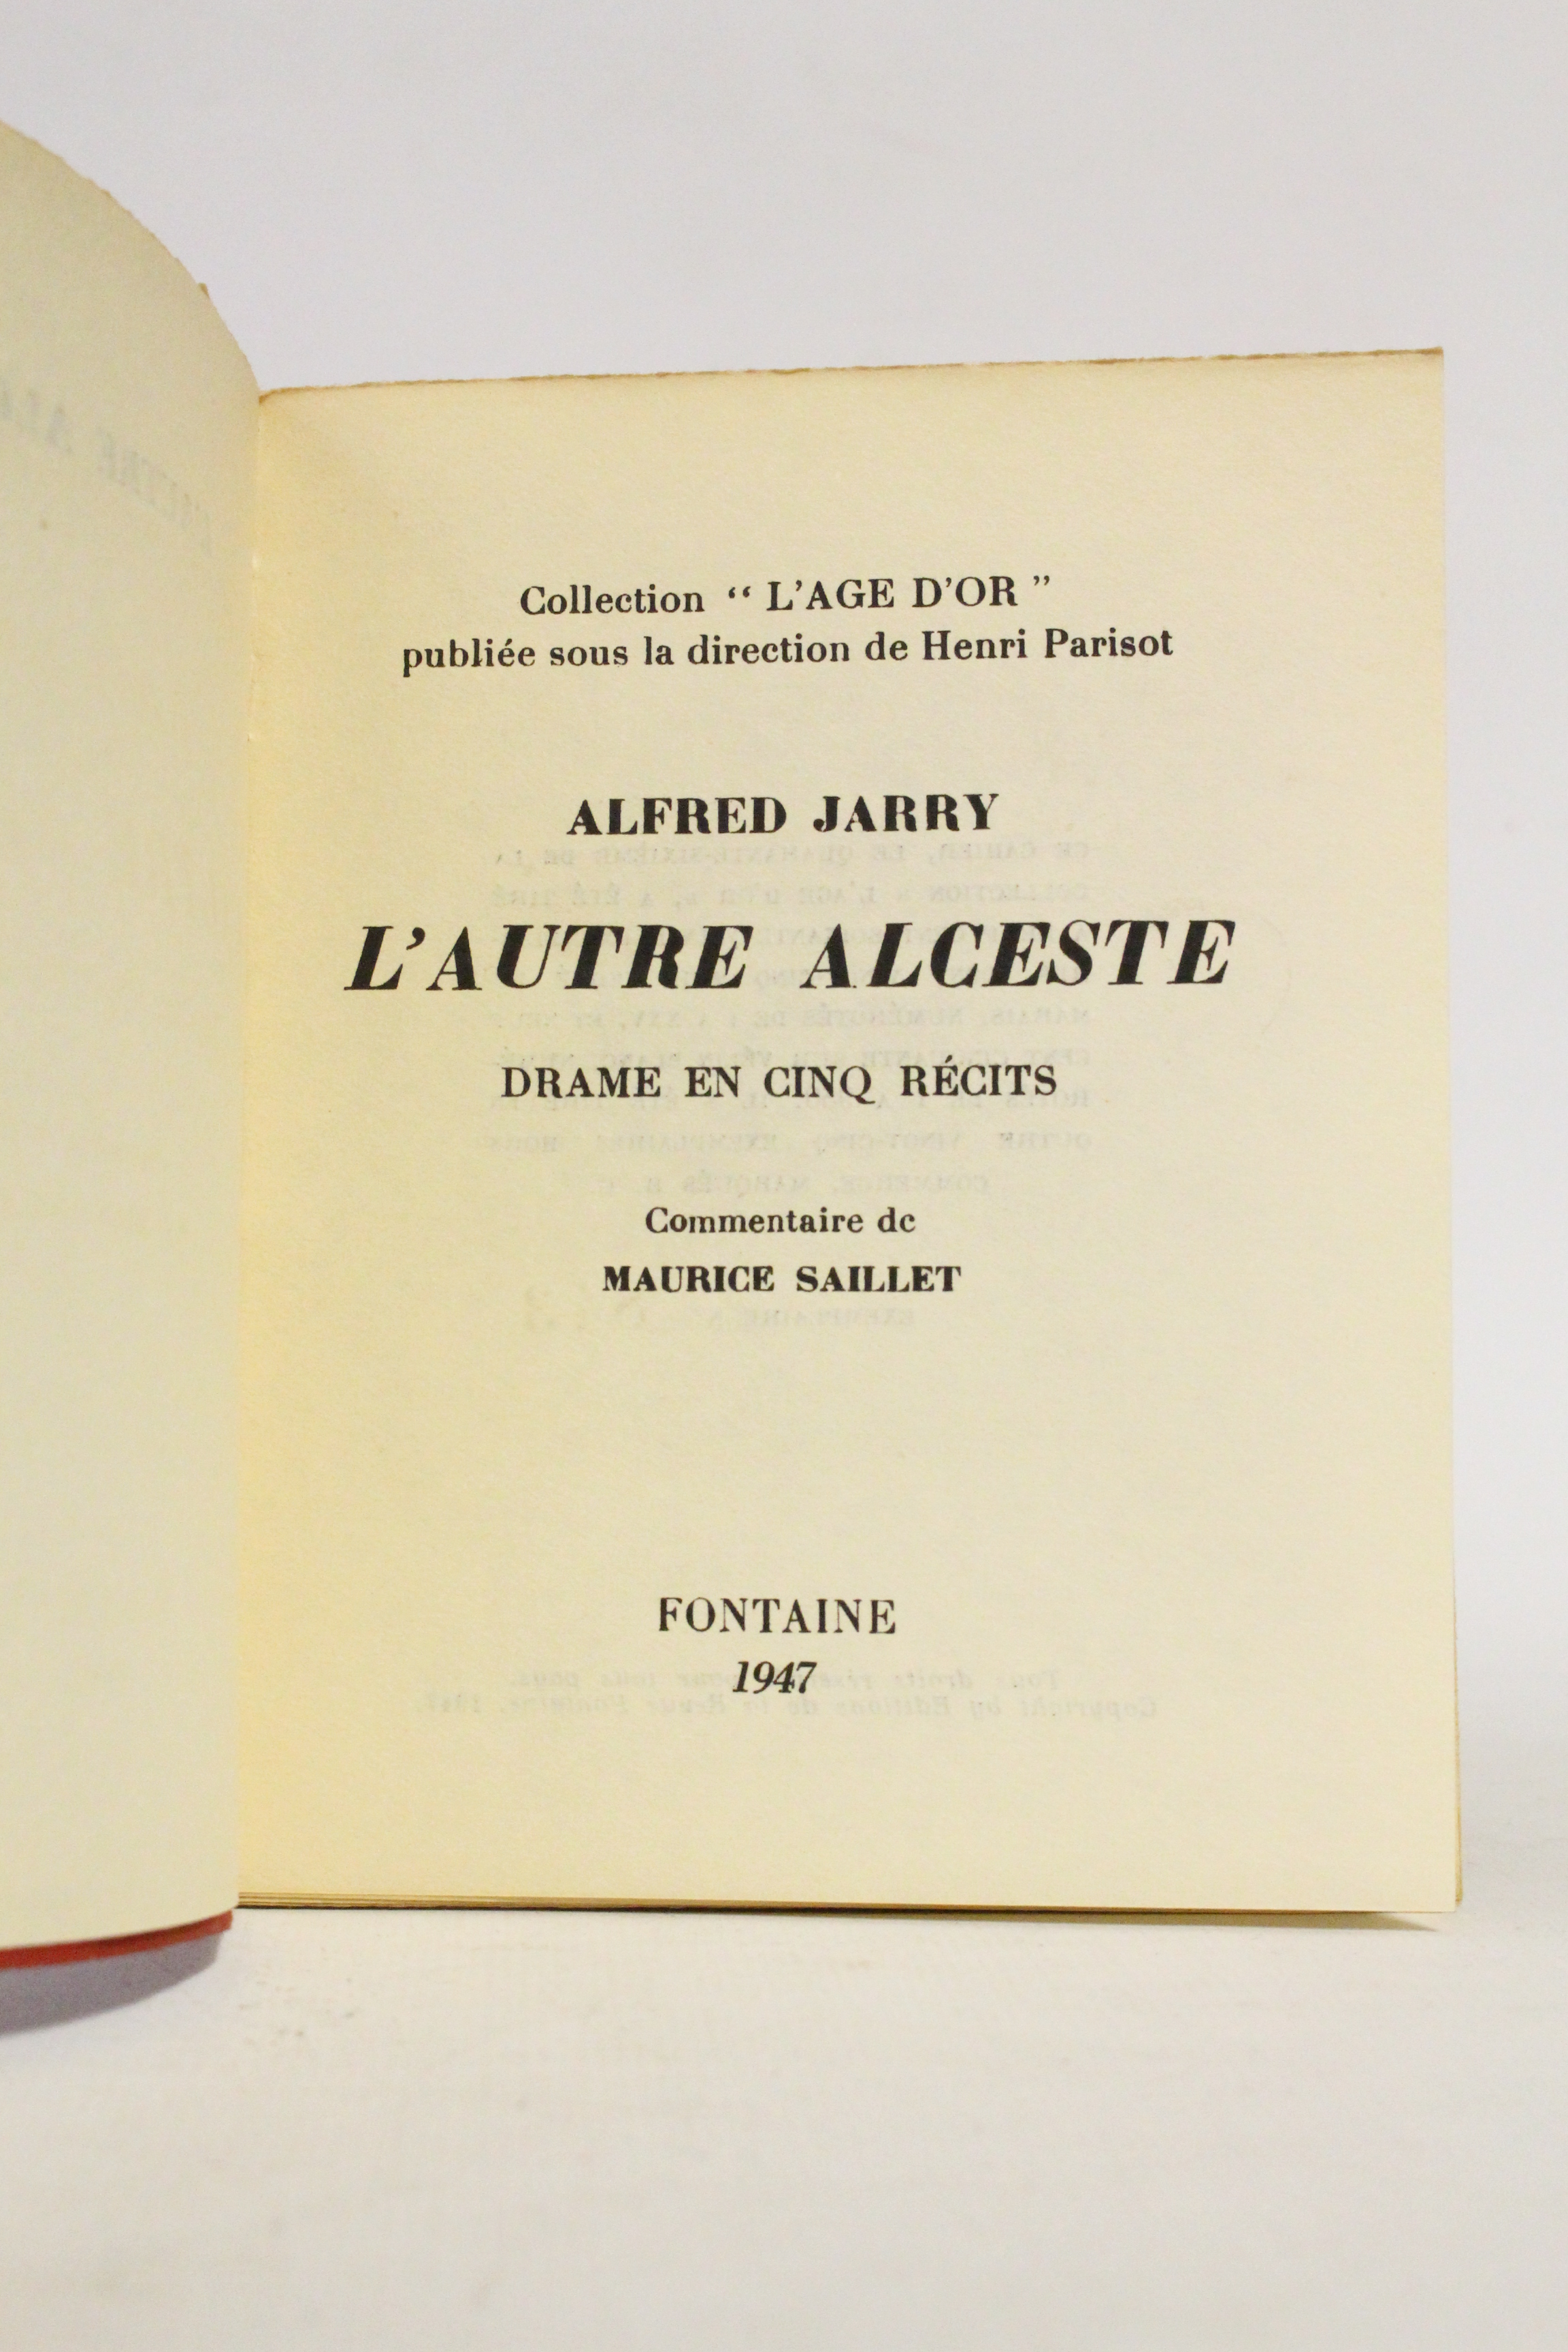 Collection “ L'AGE D'OR ”
publiée sous la direction de Henri Parisot
ALFRED JARRY
L'AUTRE ALCESTE
DRAME EN CINQ RÉCITS
Commentaire de
MAURICE SAILLET
FONTAINE
1947